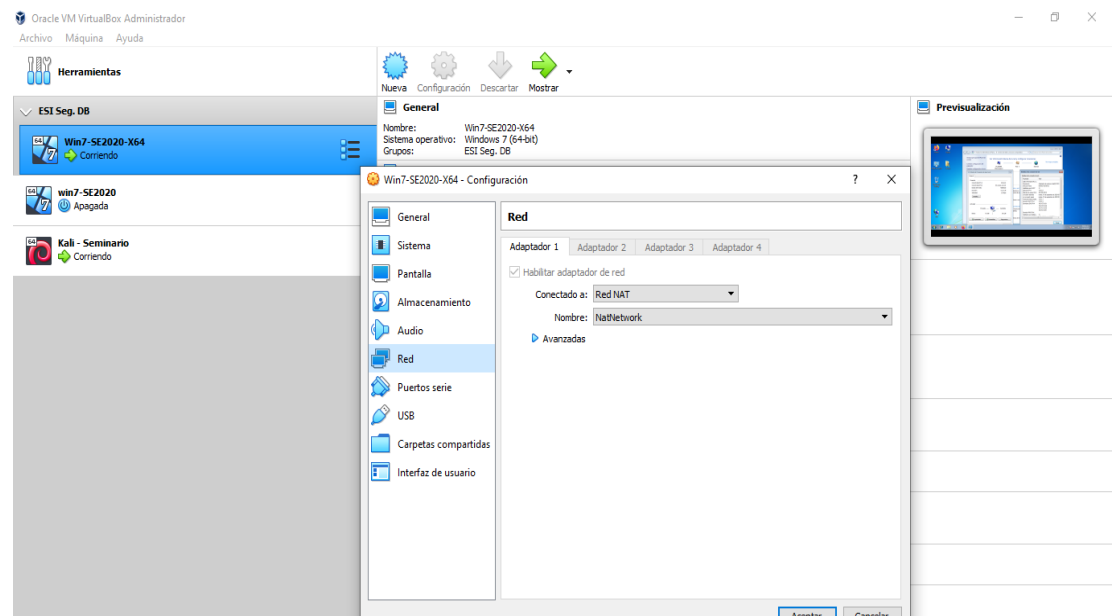 Oracle VM VirtualBox Administrador
Archivo Máquina Ayuda
Herramientas
Nueva Configuración Descartar Mostrar
ESI Seg. DB
64
Win7-SE2020-X64
Corriendo
64
win7-SE2020
Apagada
64
Kali - Seminario
Corriendo
General
Nombre: Win7-SE2020-X64
Sistema operativo: Windows 7 (64-bit)
Grupos: ESI Seg. DB
Previsualización
Win7-SE2020-X64 - Configuración ? X
General
Sistema
Pantalla
Almacenamiento
Audio
Red
Puertos serie
USB
Carpetas compartidas
Interfaz de usuario
Red
Adaptador 1 Adaptador 2 Adaptador 3 Adaptador 4
Habilitar adaptador de red
Conectado a: Red NAT
Nombre: NatNetwork
Avanzadas
Aceptar Cancelar